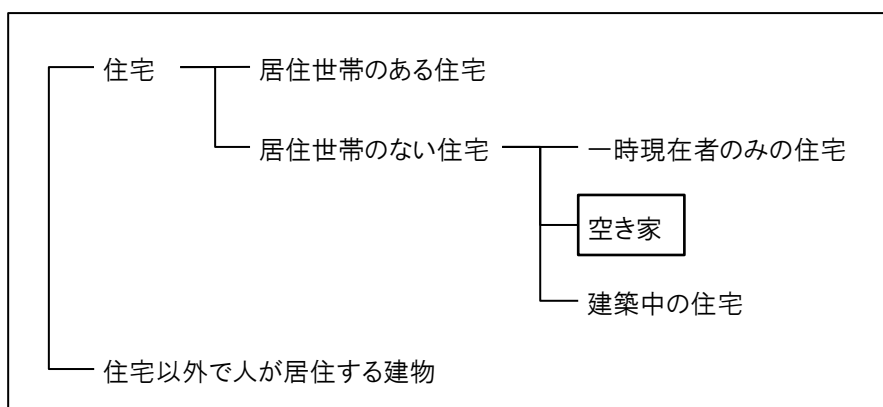 住宅
居住世帯のある住宅
居住世帯のない住宅
一時現在者のみの住宅
空き家
建築中の住宅
住宅以外で人が居住する建物